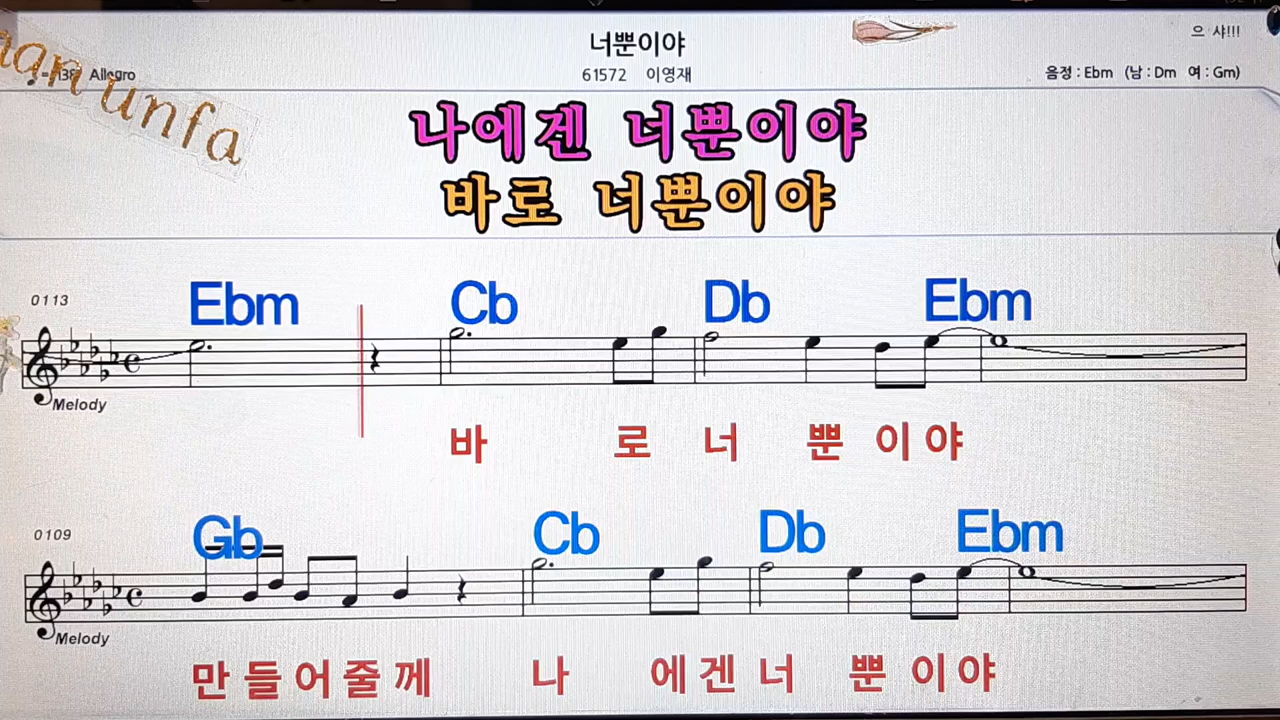 너뿐이야
으 샤!!!
Allegro
61572 이영재
음정 : Ebm (남 : Dm 여 : Gm)
unfa
나에겐 너뿐이야
바로 너뿐이야
0113
Ebm Cb Db Ebm
Melody
바 로 너 뿐 이 야
0109
Gb Cb Db Ebm
Melody
만 들 어 줄 께 나 에 겐 너 뿐 이 야